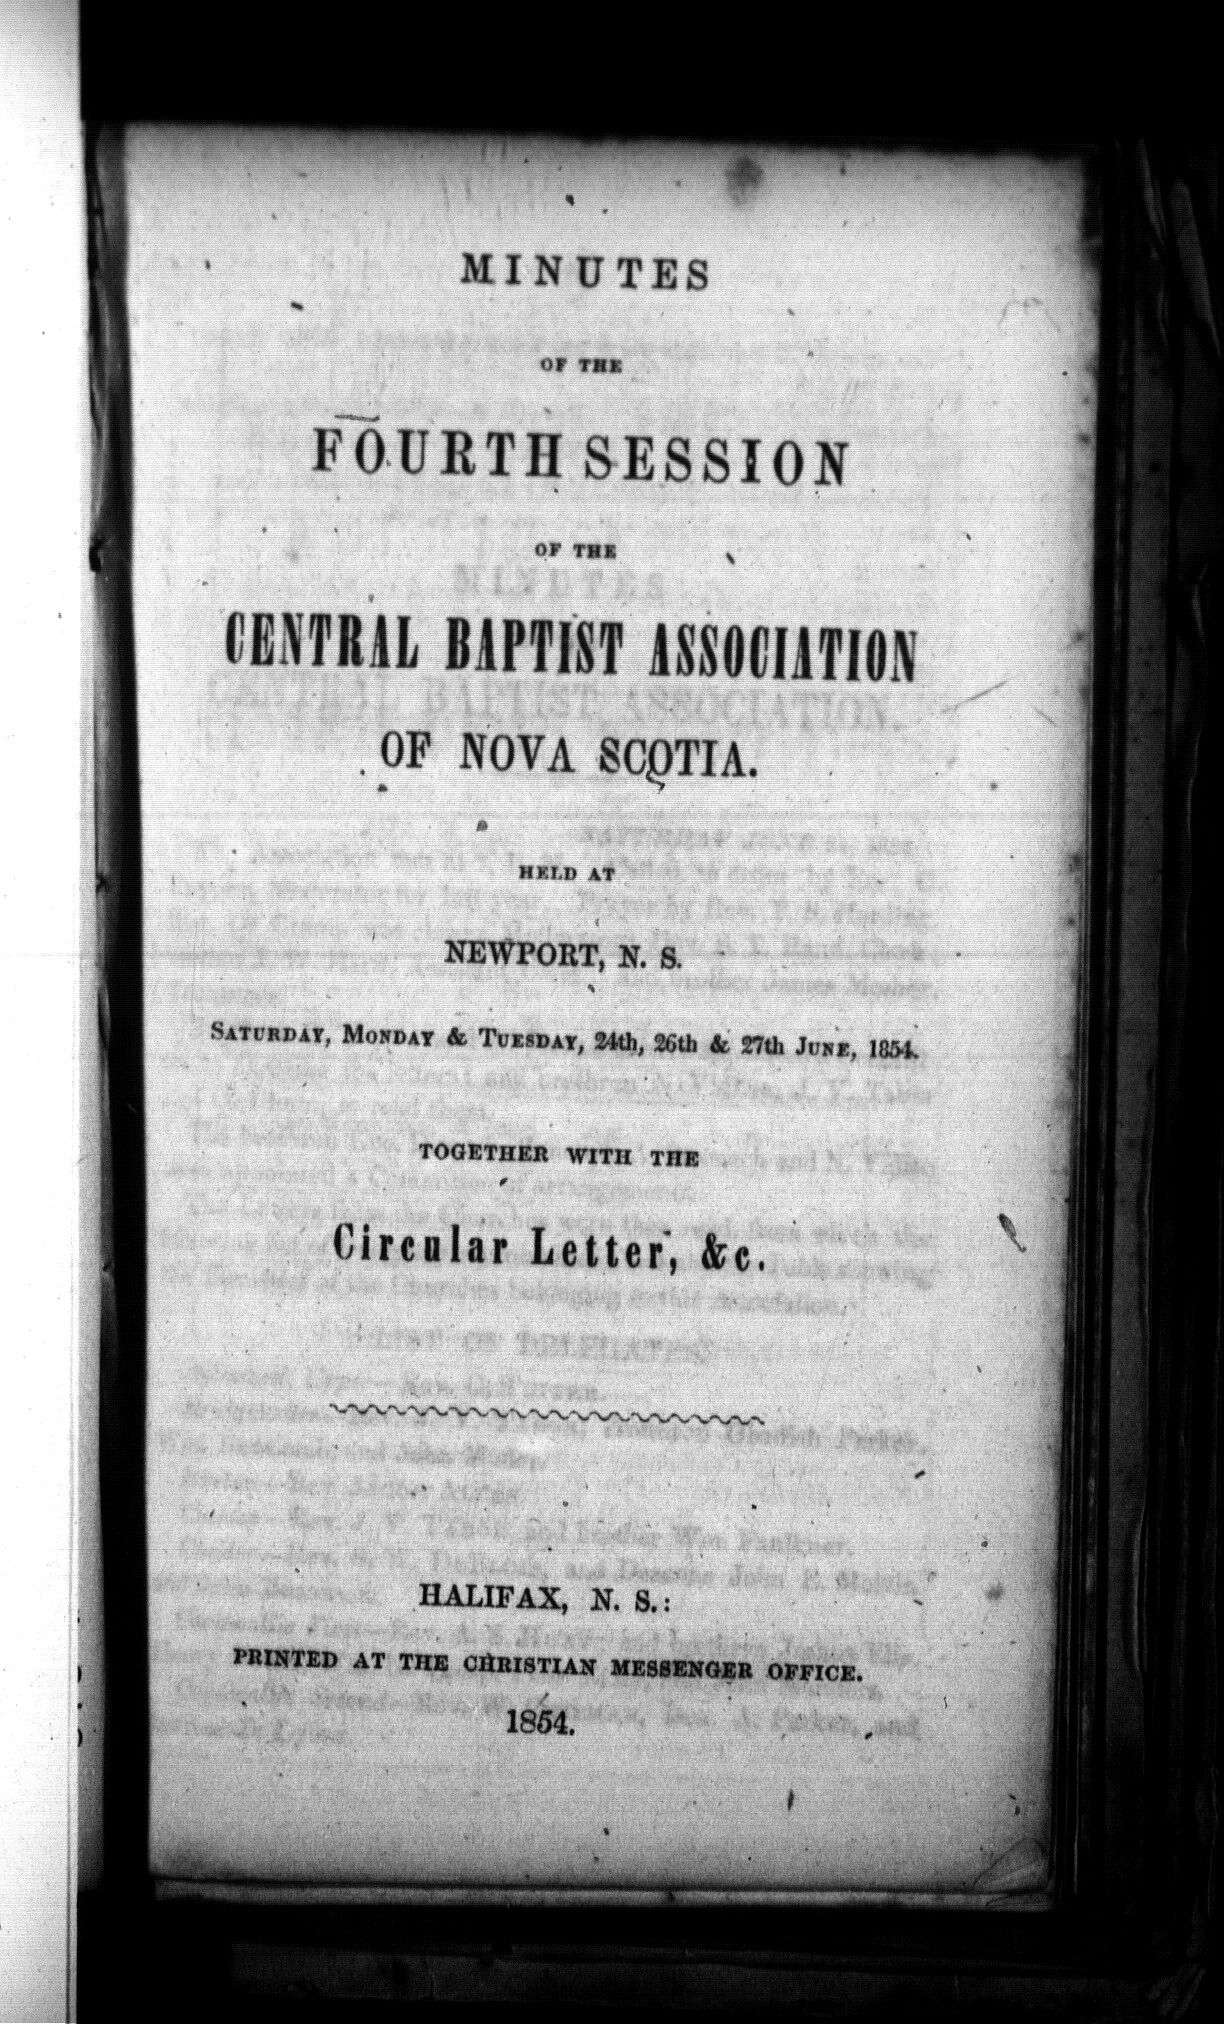 MINUTES
OF THE
FOURTH SESSION
OF THE
CENTRAL BAPTIST ASSOCIATION
OF NOVA SCOTIA.
HELD AT
NEWPORT, N. S.
SATURDAY, MONDAY & TUESDAY, 24th, 26th & 27th JUNE, 1854.
TOGETHER WITH THE
Circular Letter, &c.
HALIFAX, N. S.:
PRINTED AT THE CHRISTIAN MESSENGER OFFICE.
1854.